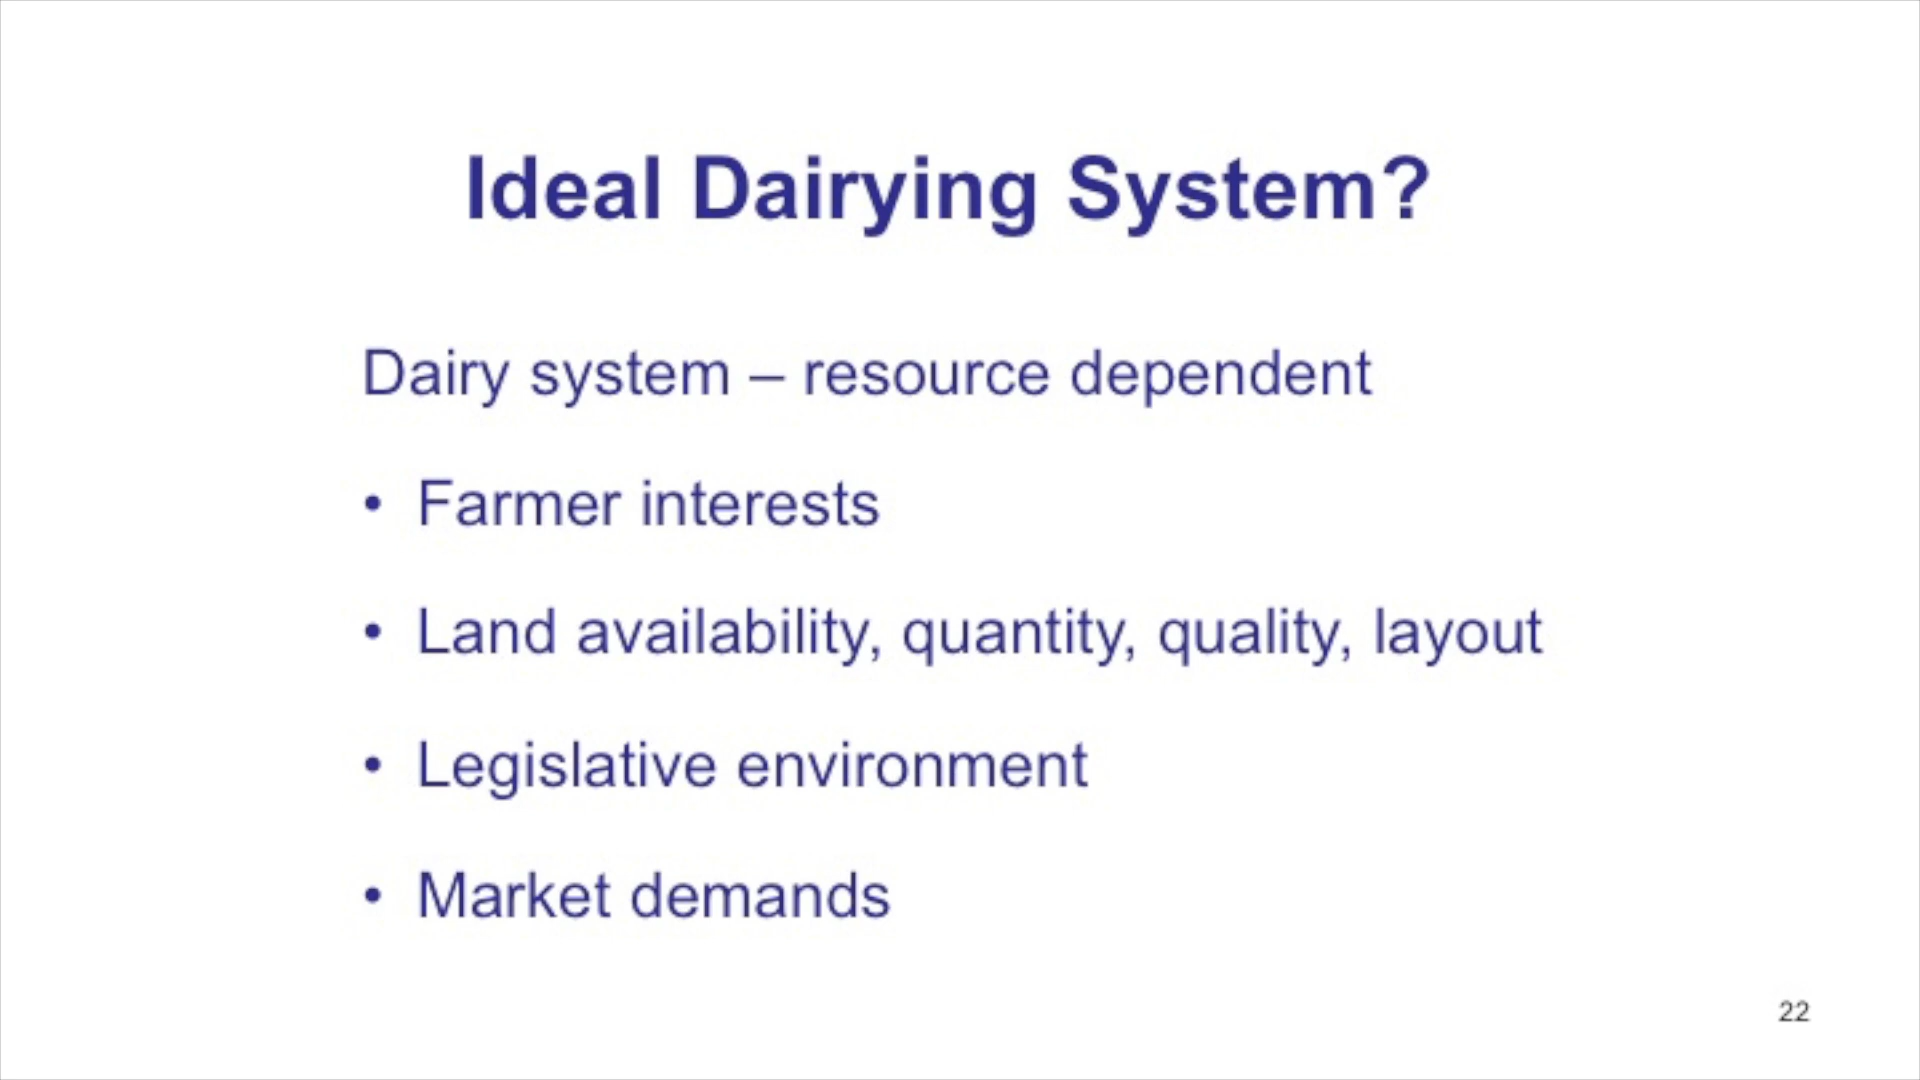 Ideal Dairying System?
Dairy system – resource dependent
• Farmer interests
• Land availability, quantity, quality, layout
• Legislative environment
• Market demands
22